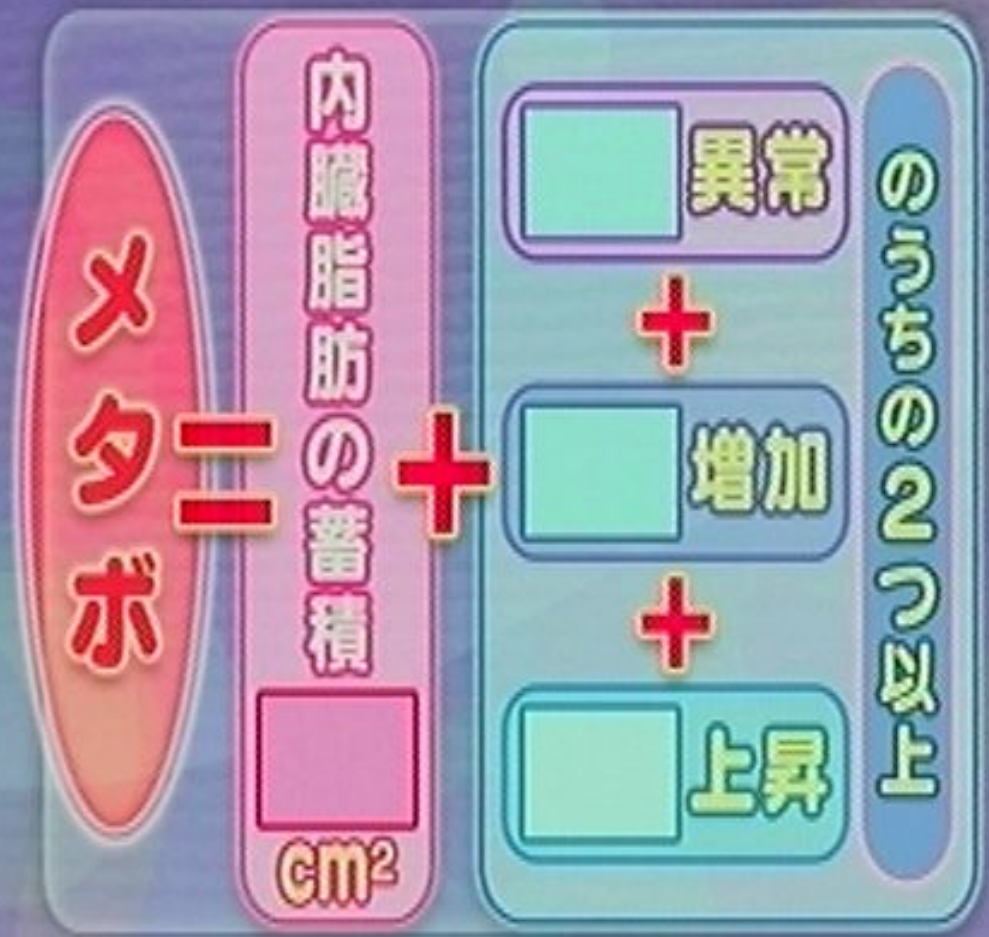 メタボ
=
内臓脂肪の蓄積
cm²
+
異常
+
増加
+
上昇
のうちの2つ以上